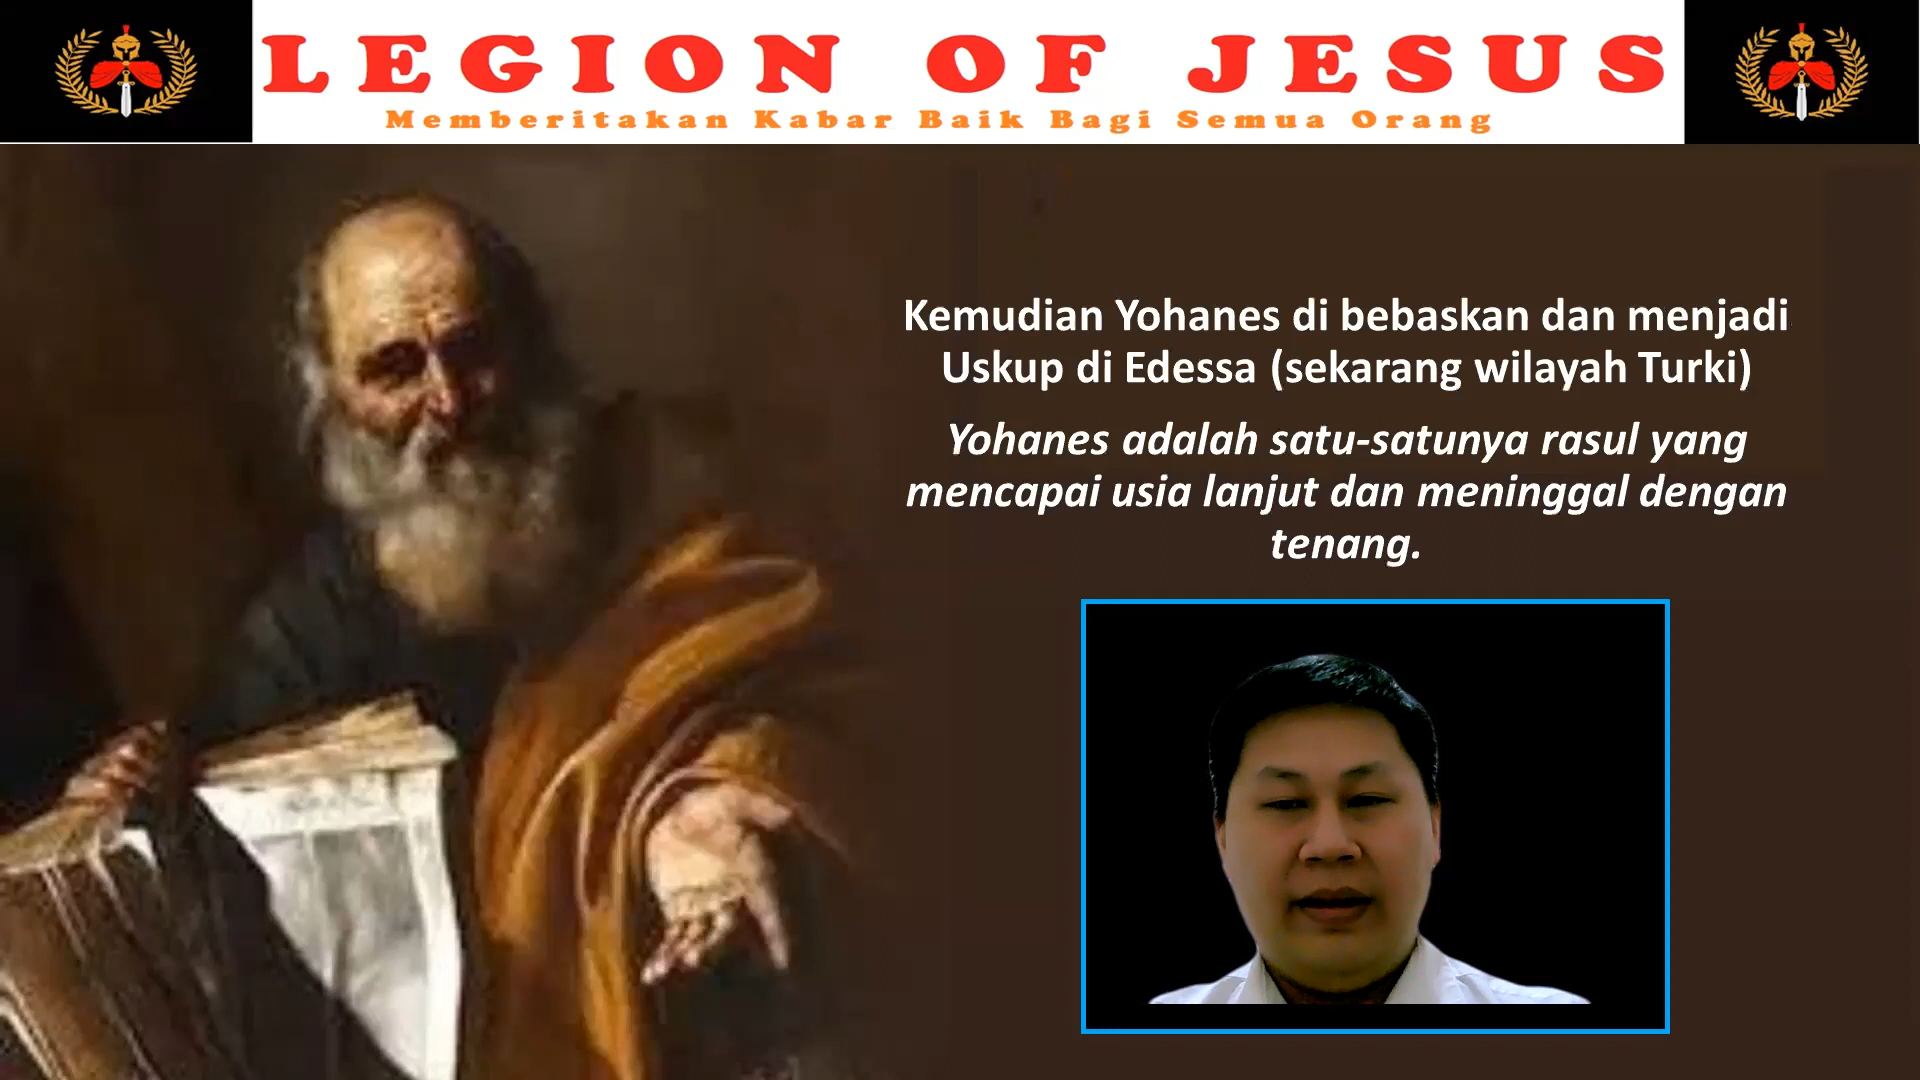 LEGION OF JESUS
Memberitakan Kabar Baik Bagi Semua Orang
Kemudian Yohanes di bebaskan dan menjadi
Uskup di Edessa (sekarang wilayah Turki)
Yohanes adalah satu-satunya rasul yang
mencapai usia lanjut dan meninggal dengan
tenang.